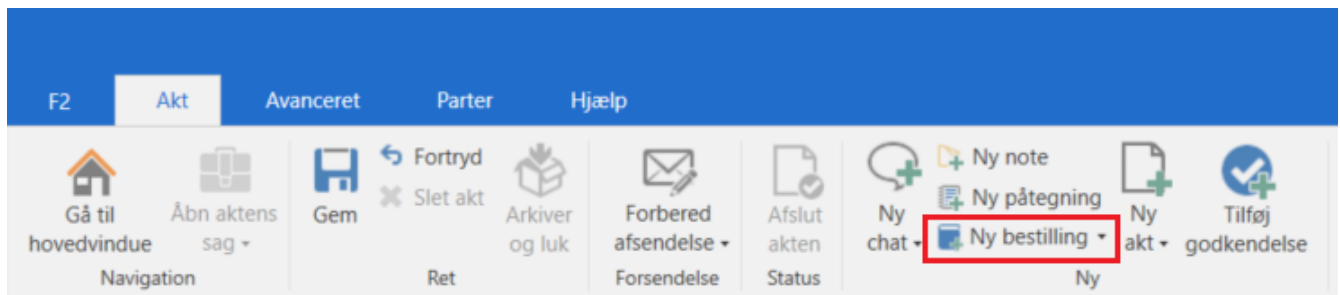 F2 Akt Avanceret Parter Hjælp
Gå til hovedvindue
Åbn aktens sag
Navigation
Gem
Fortryd
Slet akt
Arkiver og luk
Ret
Forbered afsendelse
Forsendelse
Afslut akten
Status
Ny chat
Ny note
Ny påtegning
Ny bestilling
Ny akt
Tilføj godkendelse
Ny